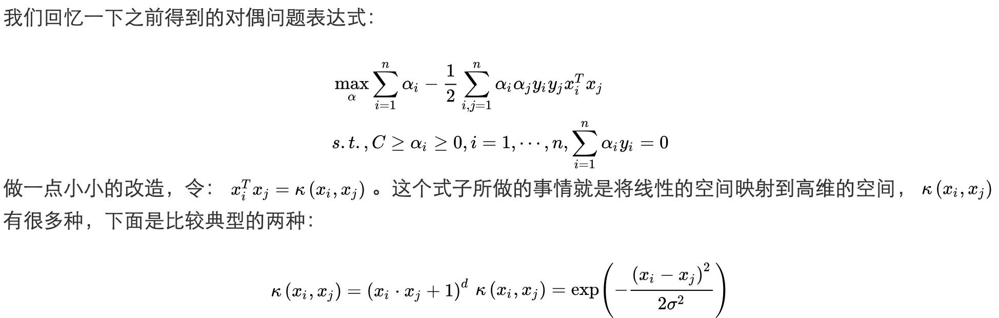 我们回忆一下之前得到的对偶问题表达式：
$\max_{\alpha} \sum_{i=1}^{n} \alpha_i - \frac{1}{2} \sum_{i,j=1}^{n} \alpha_i \alpha_j y_i y_j x_i^T x_j$
$s.t., C \geq \alpha_i \geq 0, i = 1, \cdots, n, \sum_{i=1}^{n} \alpha_i y_i = 0$
做一点小小的改造，令： $x_i^T x_j = \kappa(x_i, x_j)$ 。这个式子所做的事情就是将线性的空间映射到高维的空间， $\kappa(x_i, x_j)$
有很多种，下面是比较典型的两种：
$\kappa(x_i, x_j) = (x_i \cdot x_j + 1)^d \ \kappa(x_i, x_j) = \exp\left(-\frac{(x_i - x_j)^2}{2\sigma^2}\right)$